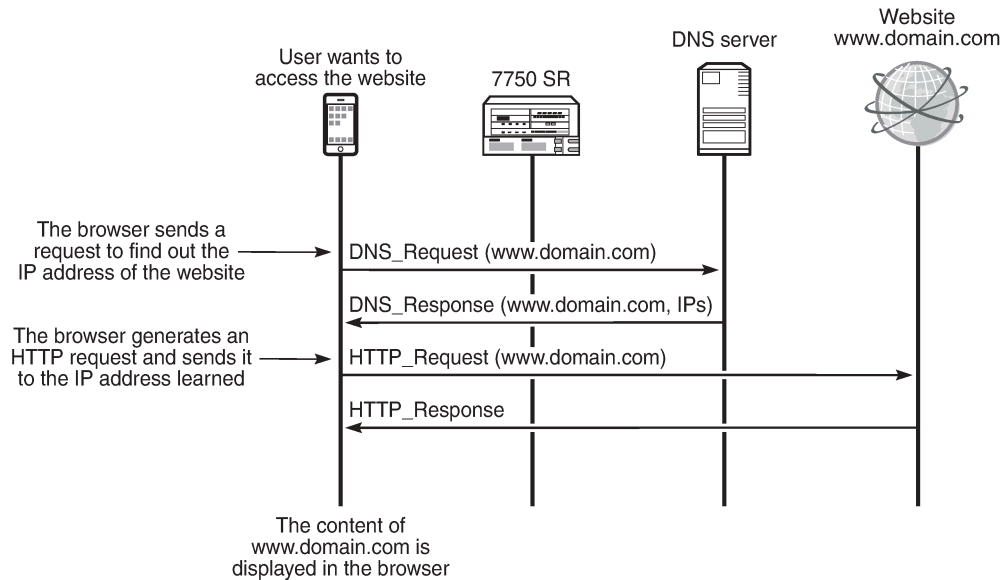 User wants to
access the website
7750 SR
DNS server
Website
www.domain.com
The browser sends a
request to find out the
IP address of the website
DNS_Request (www.domain.com)
DNS_Response (www.domain.com, IPs)
The browser generates an
HTTP request and sends it
to the IP address learned
HTTP_Request (www.domain.com)
HTTP_Response
The content of
www.domain.com is
displayed in the browser